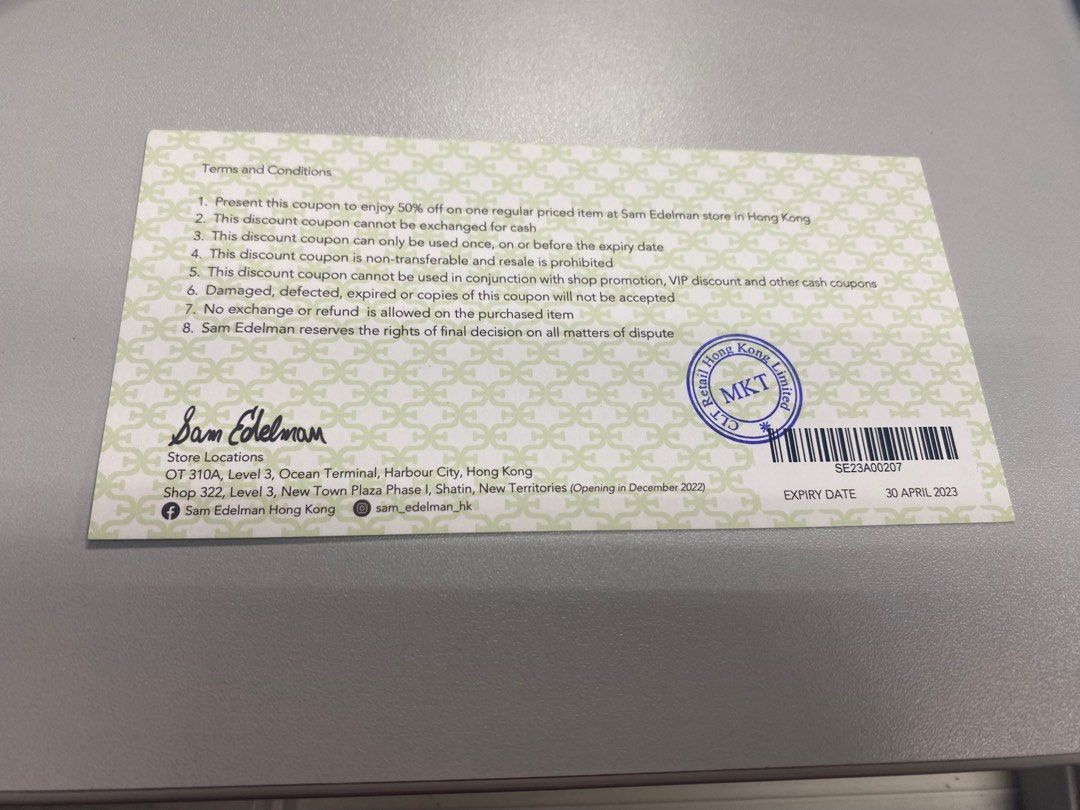 Terms and Conditions
1. Present this coupon to enjoy 50% off on one regular priced item at Sam Edelman store in Hong Kong
2. This discount coupon cannot be exchanged for cash
3. This discount coupon can only be used once, on or before the expiry date
4. This discount coupon is non-transferable and resale is prohibited
5. This discount coupon cannot be used in conjunction with shop promotion, VIP discount and other cash coupons
6. Damaged, defected, expired or copies of this coupon will not be accepted
7. No exchange or refund is allowed on the purchased item
8. Sam Edelman reserves the rights of final decision on all matters of dispute
CLT Retail Hong Kong Limited
MKT
Sam Edelman
Store Locations
OT 310A, Level 3, Ocean Terminal, Harbour City, Hong Kong
Shop 322, Level 3, New Town Plaza Phase I, Shatin, New Territories (Opening in December 2022)
Sam Edelman Hong Kong sam_edelman_hk
SE23A00207
EXPIRY DATE 30 APRIL 2023